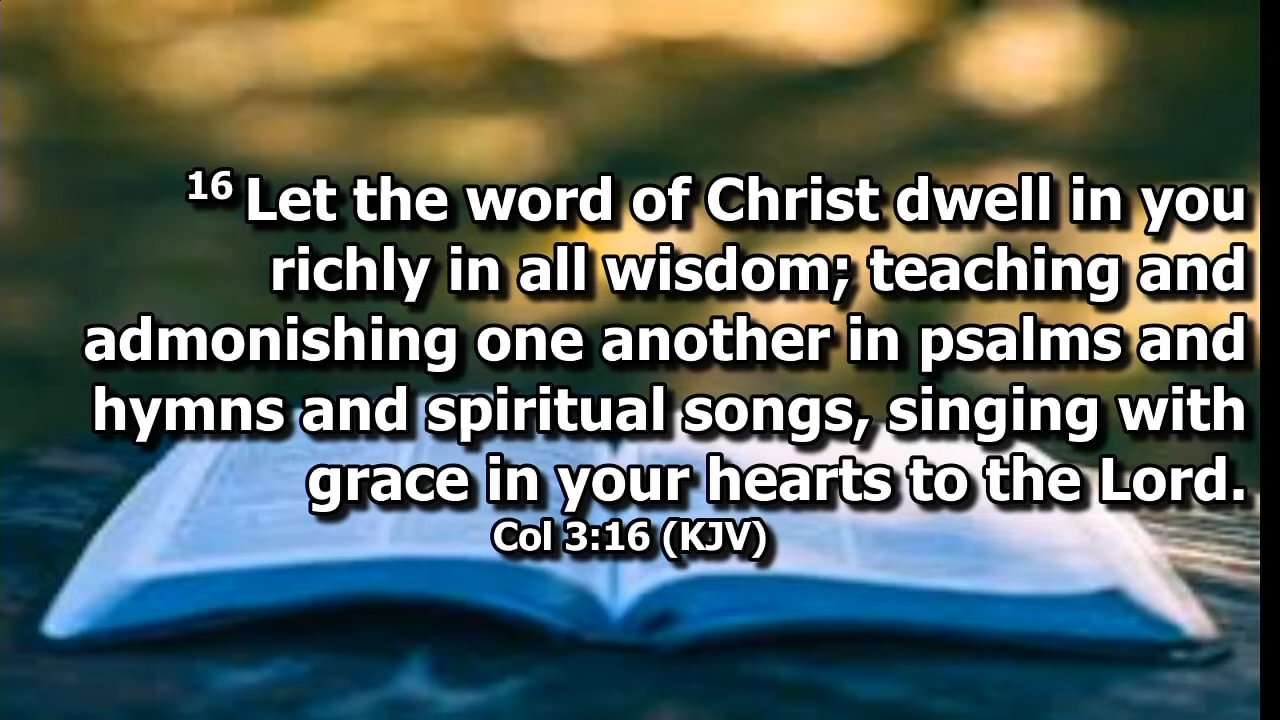 16 Let the word of Christ dwell in you
richly in all wisdom; teaching and
admonishing one another in psalms and
hymns and spiritual songs, singing with
grace in your hearts to the Lord.
Col 3:16 (KJV)